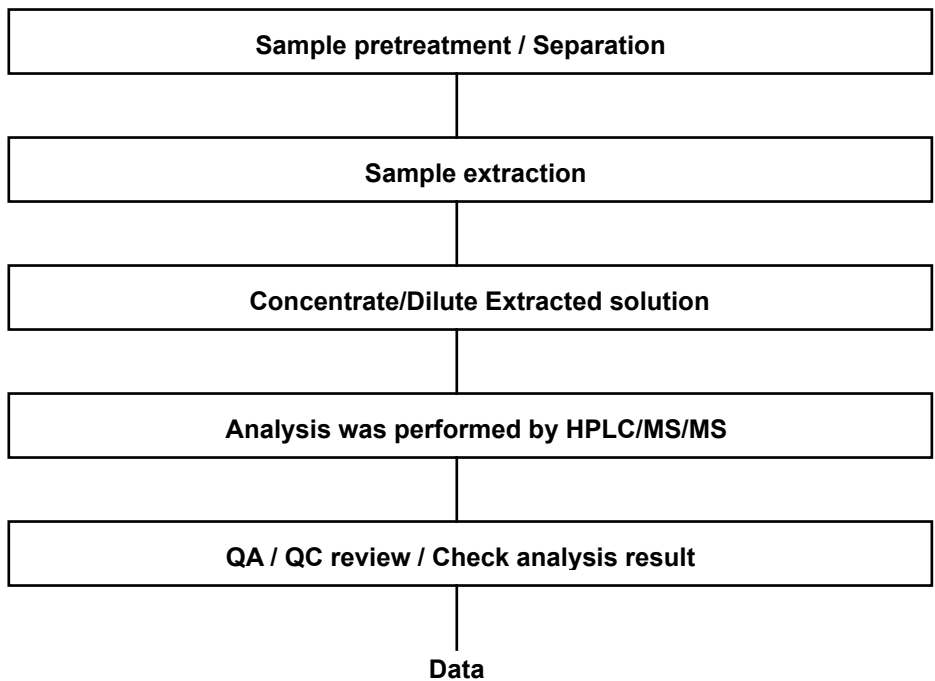 Sample pretreatment / Separation
Sample extraction
Concentrate/Dilute Extracted solution
Analysis was performed by HPLC/MS/MS
QA / QC review / Check analysis result
Data